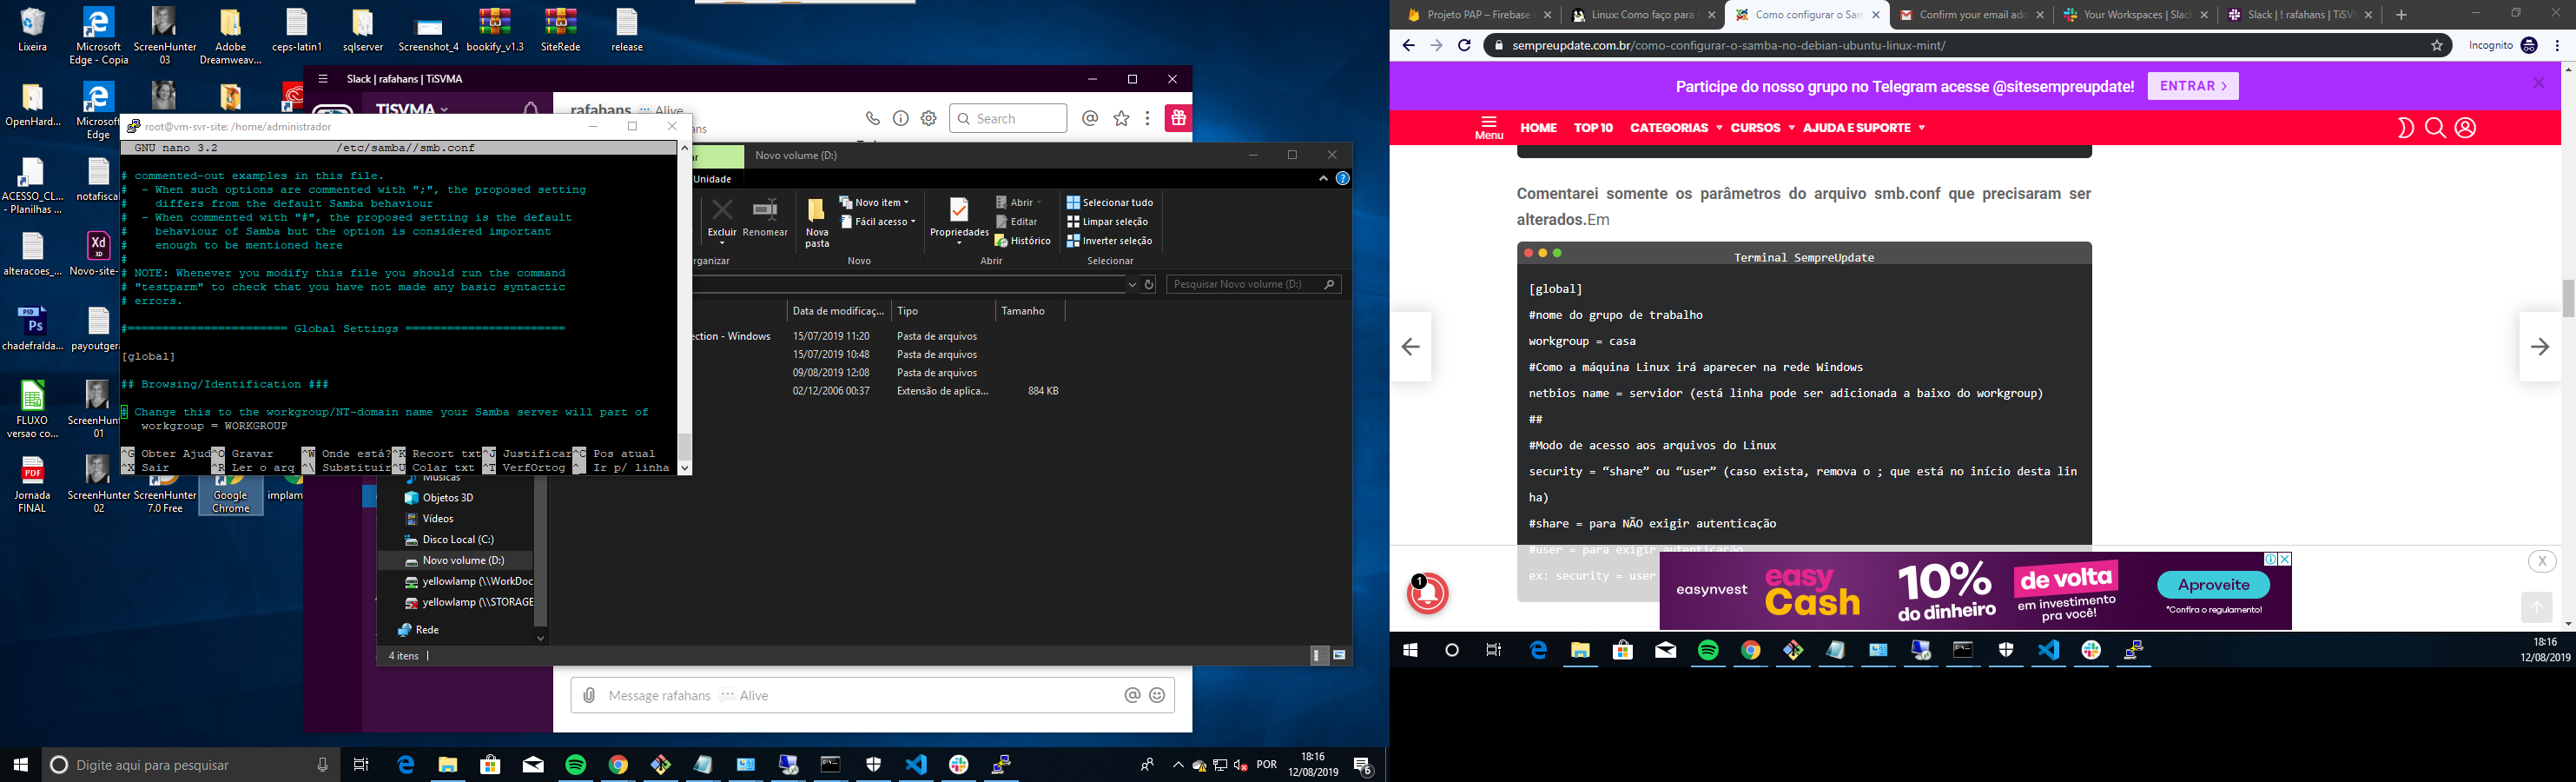 Lixeira
Microsoft Edge - Copia
ScreenHunter 03
Adobe Dreamweav...
ceps-latin1
sqlserver
Screenshot_4
bookify_v1.3
SiteRede
release
OpenHard...
Microsoft Edge
ACESSO_CL... - Planilhas ...
notafiscal
alteracoes_...
Xd
Novo-site-
PSD
Ps
chadefralda...
payoutger
FLUXO versao co...
ScreenHunt 01
PDF
Jornada FINAL
ScreenHunter 02
ScreenHunter 7.0 Free
Google Chrome
implam
Slack | rafahans | TiSVMA
TiSVMA
rafahans Alive
Search
root@vm-svr-site: /home/administrador
GNU nano 3.2 /etc/samba//smb.conf
# commented-out examples in this file.
#  - When such options are commented with ";", the proposed setting
#    differs from the default Samba behaviour
#  - When commented with "#", the proposed setting is the default
#    behaviour of Samba but the option is considered important
#    enough to be mentioned here
#
# NOTE: Whenever you modify this file you should run the command
# "testparm" to check that you have not made any basic syntactic
# errors.
#======================= Global Settings =======================
[global]
## Browsing/Identification ###
# Change this to the workgroup/NT-domain name your Samba server will part of
workgroup = WORKGROUP
^G Obter Ajud ^O Gravar ^W Onde está? ^K Recort txt ^J Justificar ^C Pos atual
^X Sair ^R Ler o arq ^\ Substituir ^U Colar txt ^T VerfOrtog ^_ Ir p/ linha
Novo volume (D:)
Unidade
Excluir
Renomear
Nova pasta
Novo item
Fácil acesso
Propriedades
Abrir
Editar
Histórico
Selecionar tudo
Limpar seleção
Inverter seleção
rganizar
Novo
Abrir
Selecionar
Pesquisar Novo volume (D:)
Data de modificaç... Tipo Tamanho
ection - Windows 15/07/2019 11:20 Pasta de arquivos
15/07/2019 10:48 Pasta de arquivos
09/08/2019 12:08 Pasta de arquivos
02/12/2006 00:37 Extensão de aplica... 884 KB
Músicas
Objetos 3D
Vídeos
Disco Local (C:)
Novo volume (D:)
yellowlamp (\\WorkDoc
yellowlamp (\\STORAGE
Rede
4 itens
Message rafahans Alive
Digite aqui para pesquisar
POR
18:16
12/08/2019
6
Projeto PAP – Firebase
Linux: Como faço para
Como configurar o Sam
Confirm your email add
Your Workspaces | Slac
Slack | ! rafahans | TiSV
sempreupdate.com.br/como-configurar-o-samba-no-debian-ubuntu-linux-mint/
Incognito
Participe do nosso grupo no Telegram acesse @sitesempreupdate!
ENTRAR
Menu
HOME TOP 10 CATEGORIAS CURSOS AJUDA E SUPORTE
Comentarei somente os parâmetros do arquivo smb.conf que precisaram ser
alterados.Em
Terminal SempreUpdate
[global]
#nome do grupo de trabalho
workgroup = casa
#Como a máquina Linux irá aparecer na rede Windows
netbios name = servidor (está linha pode ser adicionada a baixo do workgroup)
##
#Modo de acesso aos arquivos do Linux
security = “share” ou “user” (caso exista, remova o ; que está no início desta lin
ha)
#share = para NÃO exigir autenticação
#user = para exigir autenticação
ex: security = user
1
easynvest
easy Cash
10% de volta
do dinheiro
em investimento pra você!
Aproveite
*Confira o regulamento!
X
18:16
12/08/2019